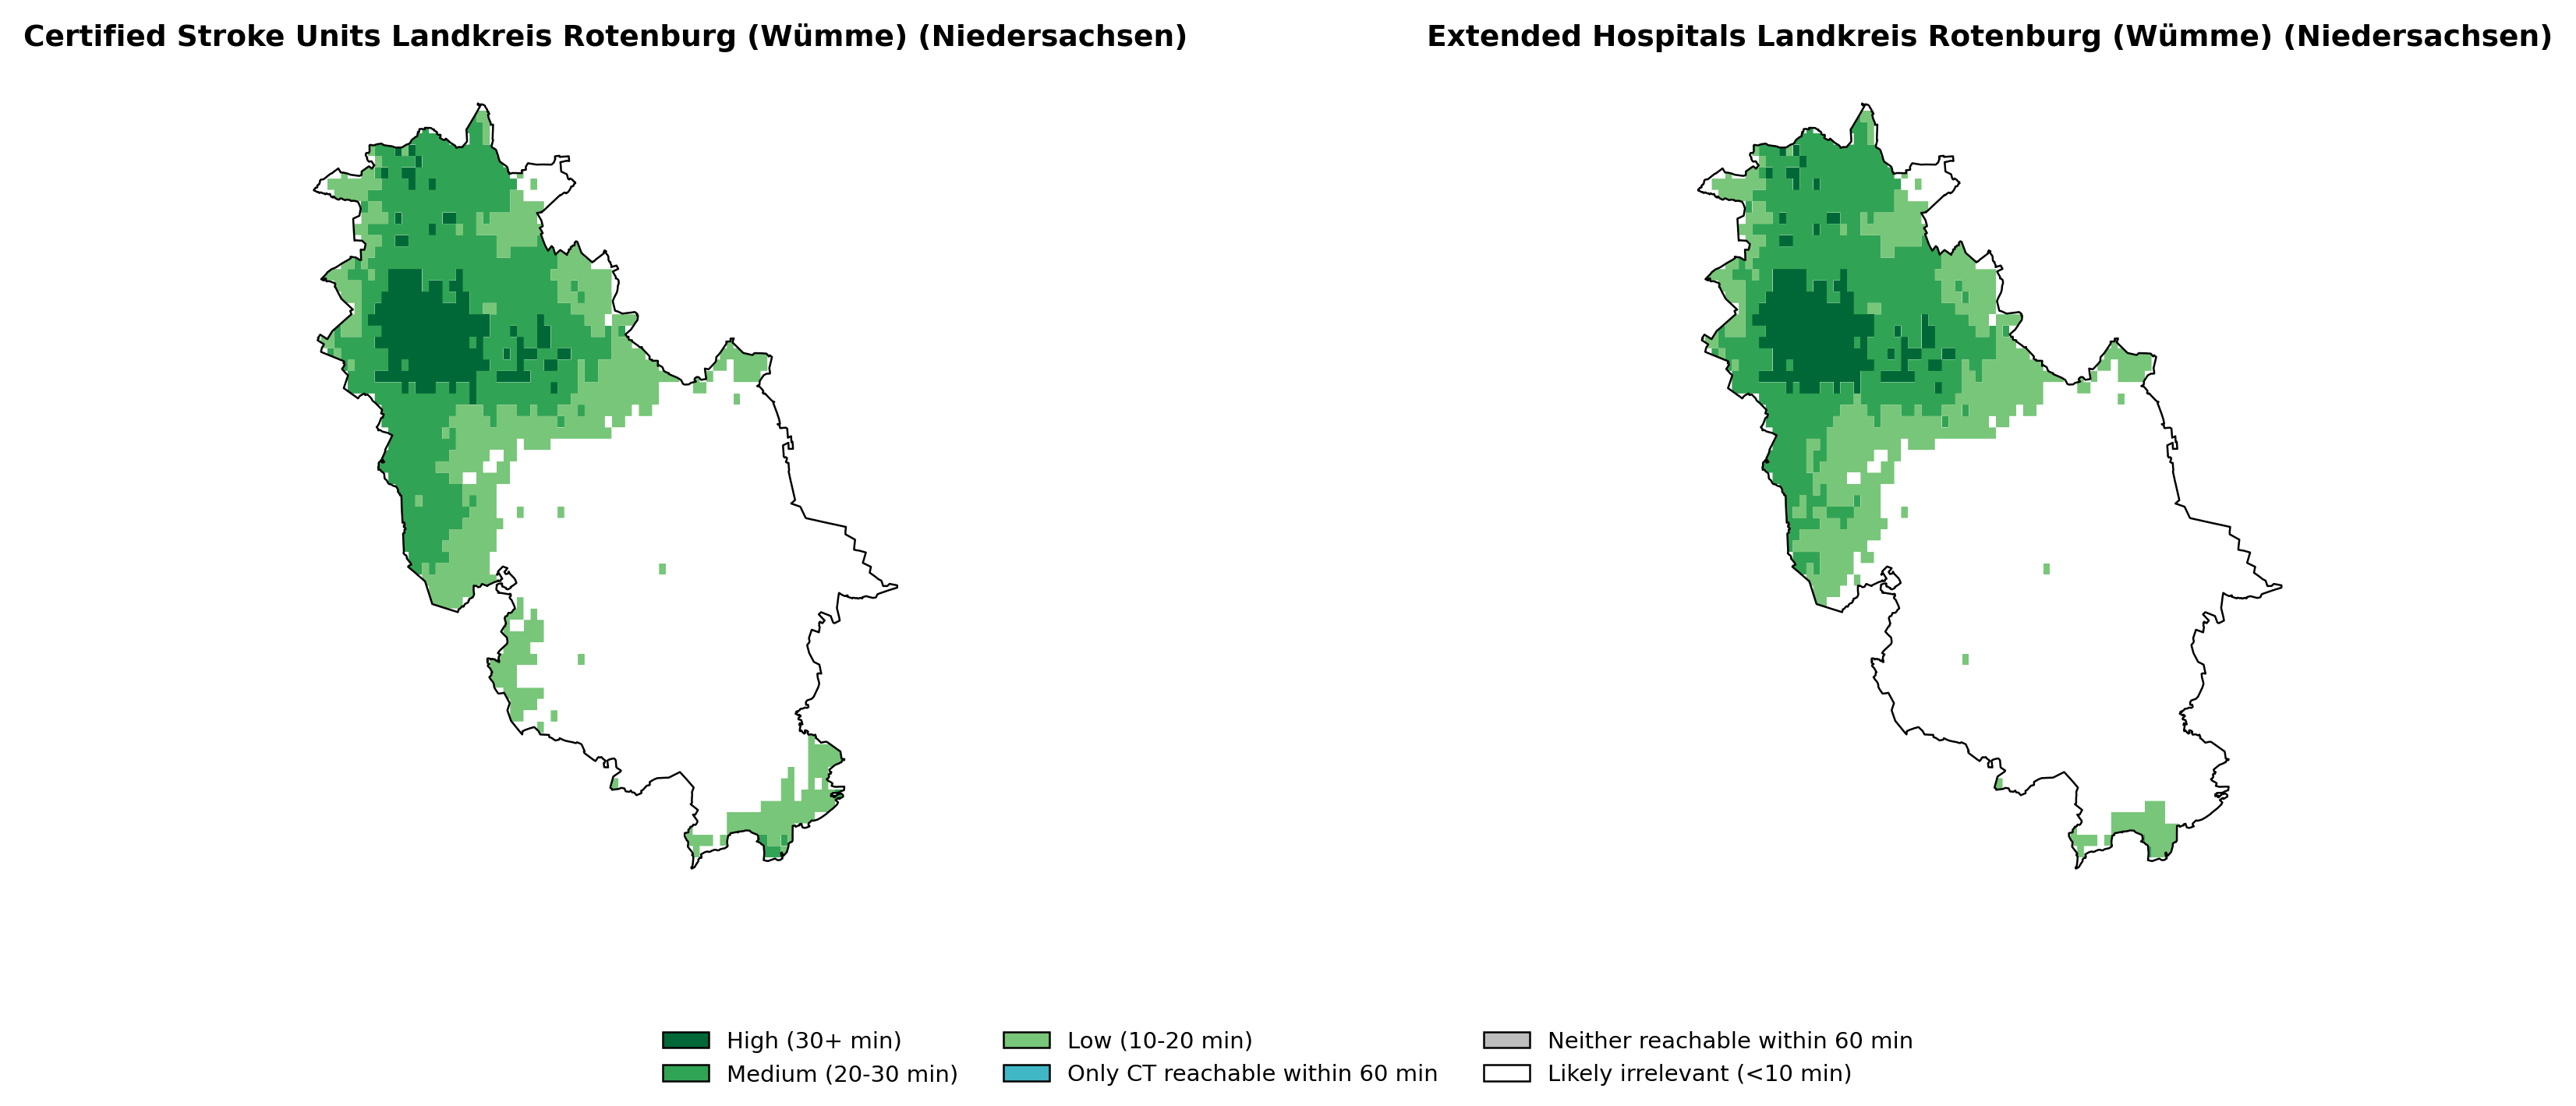 Certified Stroke Units Landkreis Rotenburg (Wümme) (Niedersachsen)
Extended Hospitals Landkreis Rotenburg (Wümme) (Niedersachsen)
High (30+ min)
Medium (20-30 min)
Low (10-20 min)
Only CT reachable within 60 min
Neither reachable within 60 min
Likely irrelevant (<10 min)